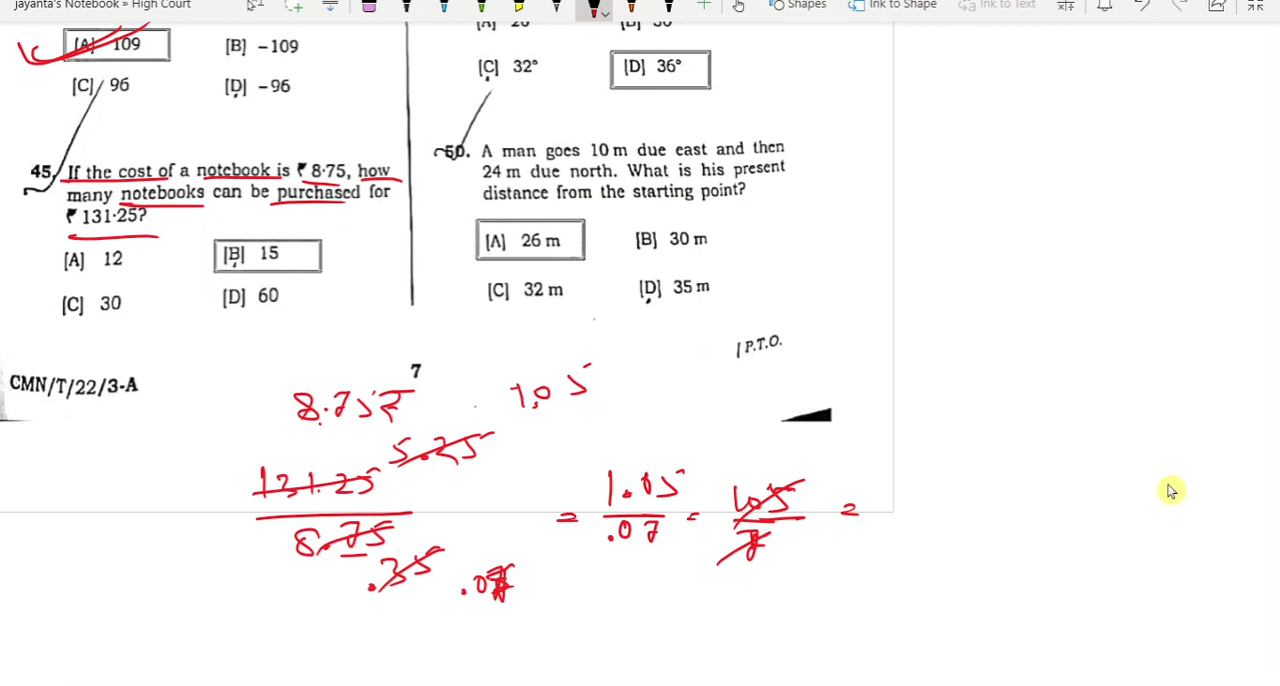 jayanta's Notebook » High Court
Shapes
Ink to Shape
Ink to Text
[A] 109
[B] −109
[C] 96
[D] −96
45. If the cost of a notebook is ₹ 8·75, how
many notebooks can be purchased for
₹ 131·25?
[A] 12
[B] 15
[C] 30
[D] 60
[C] 32°
[D] 36°
50. A man goes 10 m due east and then
24 m due north. What is his present
distance from the starting point?
[A] 26 m
[B] 30 m
[C] 32 m
[D] 35 m
[ P.T.O.
CMN/T/22/3-A
7
8.75₹
1.05
5.25
131.25
8.75
.35
= 1.05
.07
= 105
7
=